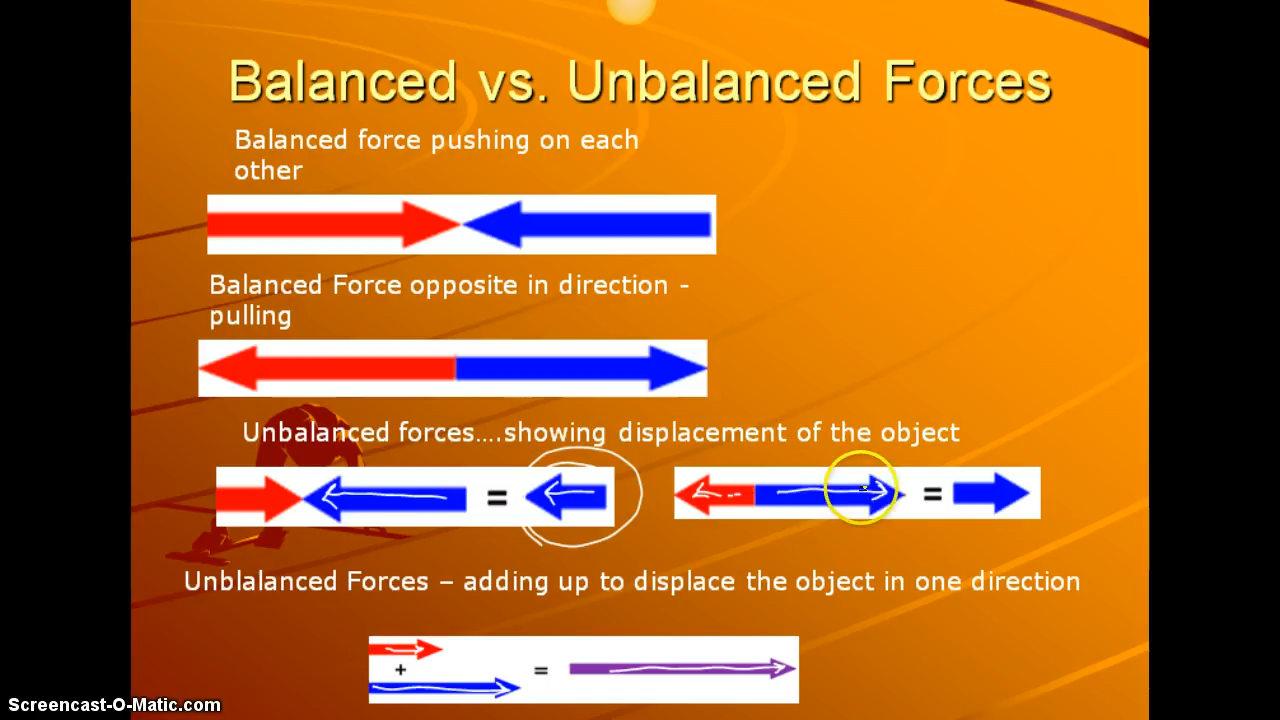 Balanced vs. Unbalanced Forces
Balanced force pushing on each
other
Balanced Force opposite in direction -
pulling
Unbalanced forces....showing displacement of the object
=
=
Unblalanced Forces – adding up to displace the object in one direction
+
=
Screencast-O-Matic.com